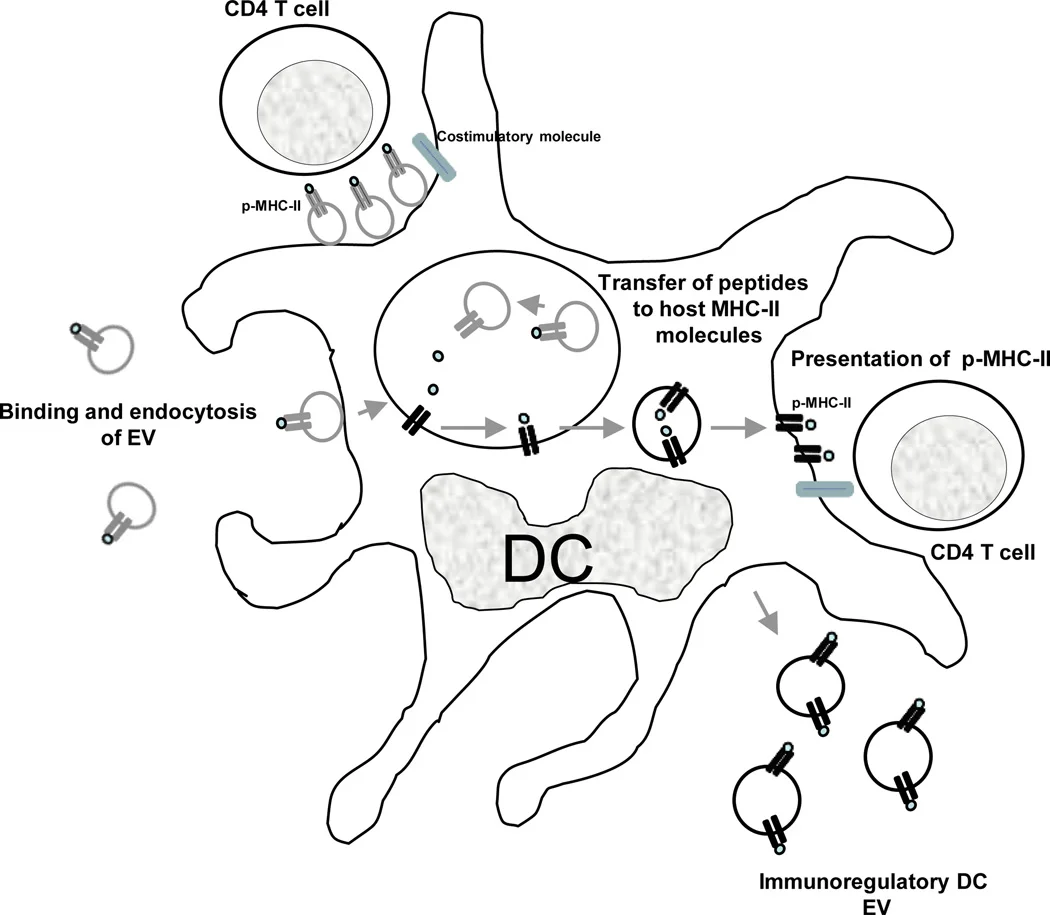 CD4 T cell
Costimulatory molecule
p-MHC-II
Transfer of peptides
to host MHC-II
molecules
Presentation of p-MHC-II
p-MHC-II
Binding and endocytosis
of EV
DC
CD4 T cell
Immunoregulatory DC
EV